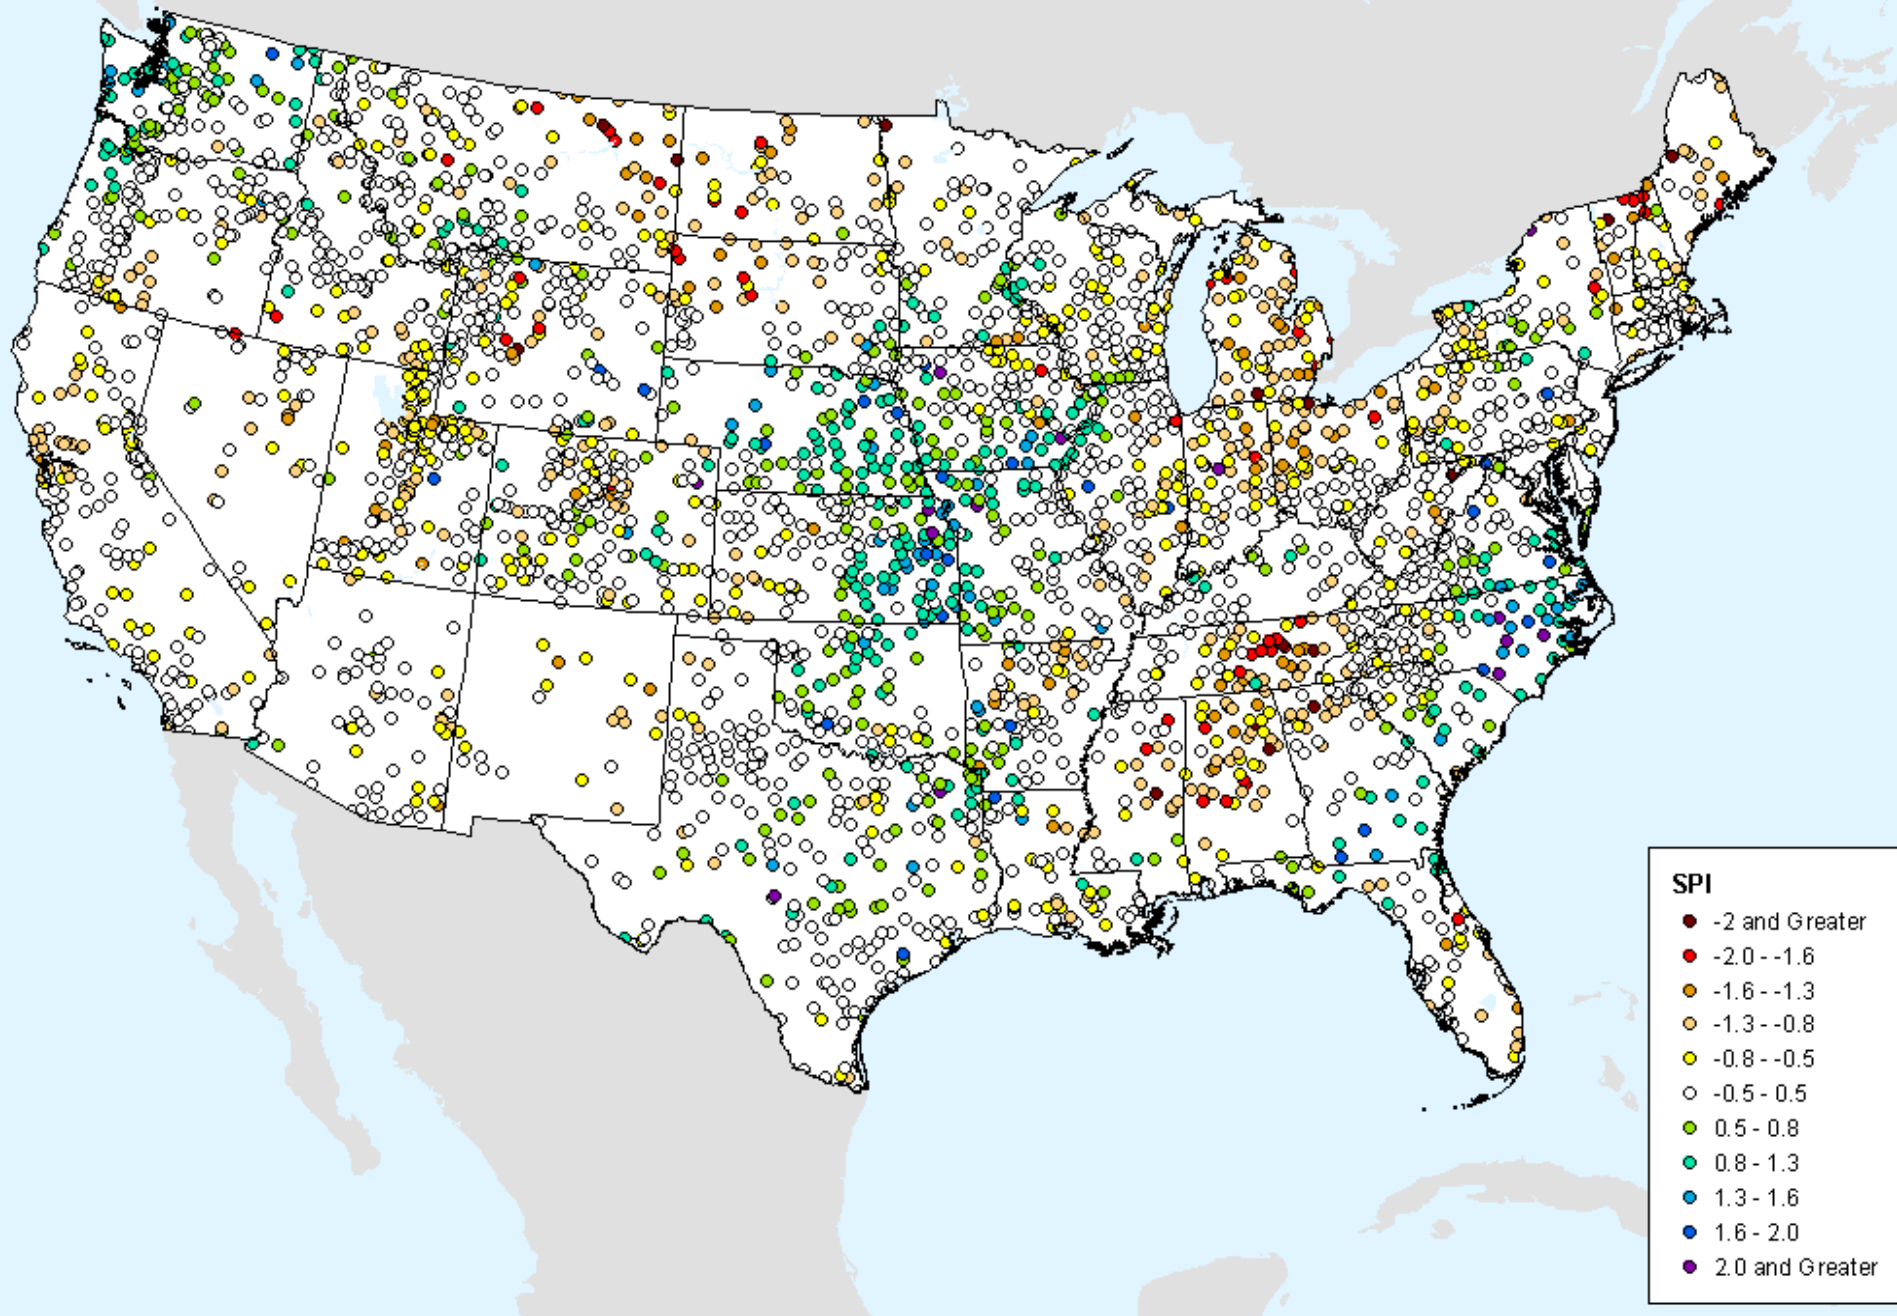 SPI
-2 and Greater
-2.0 - -1.6
-1.6 - -1.3
-1.3 - -0.8
-0.8 - -0.5
-0.5 - 0.5
0.5 - 0.8
0.8 - 1.3
1.3 - 1.6
1.6 - 2.0
2.0 and Greater